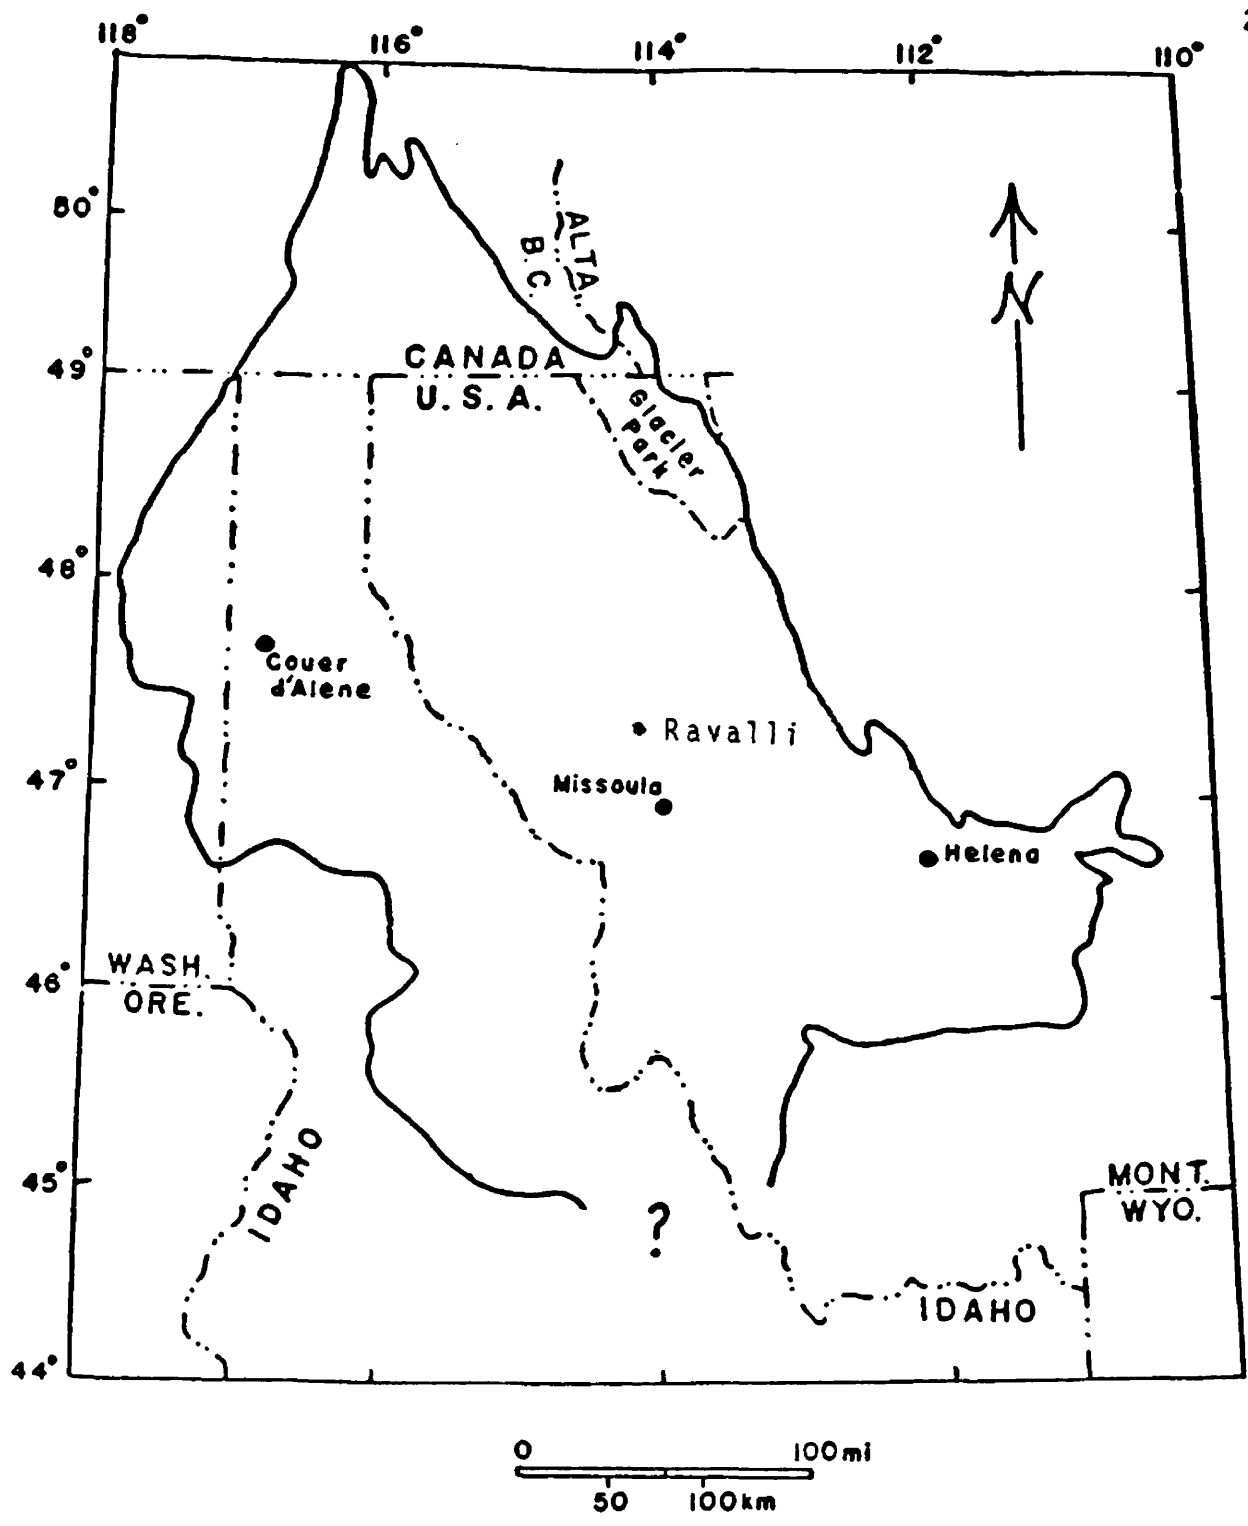 2
118°
116°
114°
112°
110°
50°
ALTA.
B.C.
N
49°
CANADA
U. S. A.
Glacier
Park
48°
Couer
d'Alene
Ravalli
47°
Missoula
Helena
46°
WASH.
ORE.
IDAHO
45°
MONT.
WYO.
?
IDAHO
44°
0 100mi
50 100km